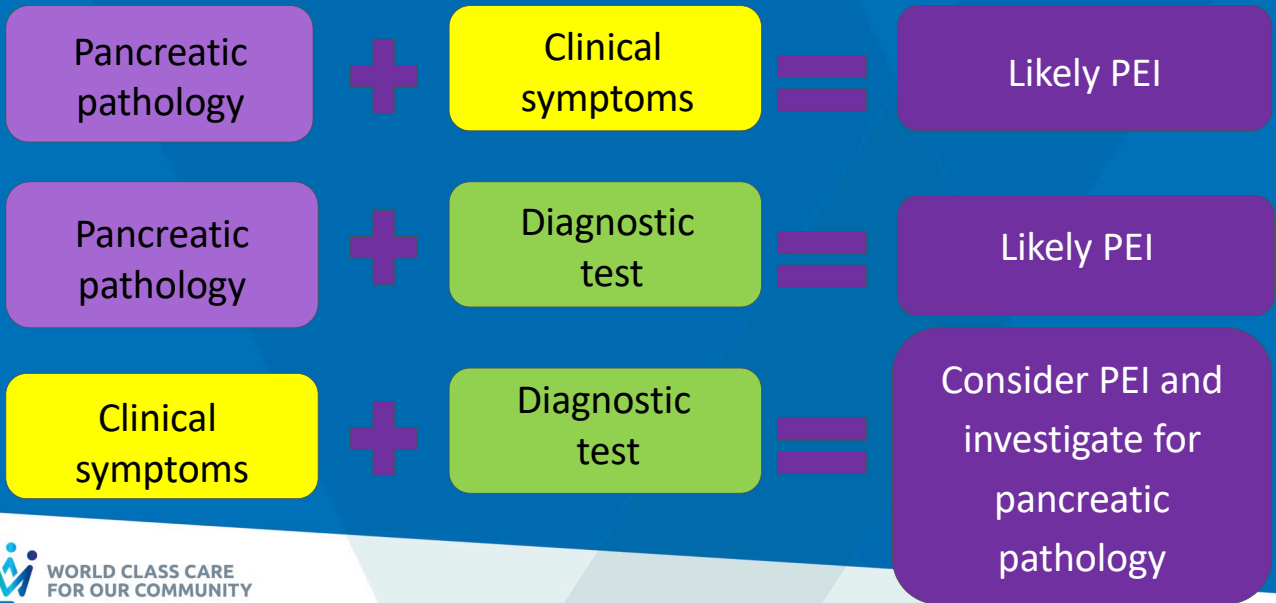 Pancreatic
pathology
Clinical
symptoms
Likely PEI
Pancreatic
pathology
Diagnostic
test
Likely PEI
Clinical
symptoms
Diagnostic
test
Consider PEI and
investigate for
pancreatic
pathology
WORLD CLASS CARE
FOR OUR COMMUNITY